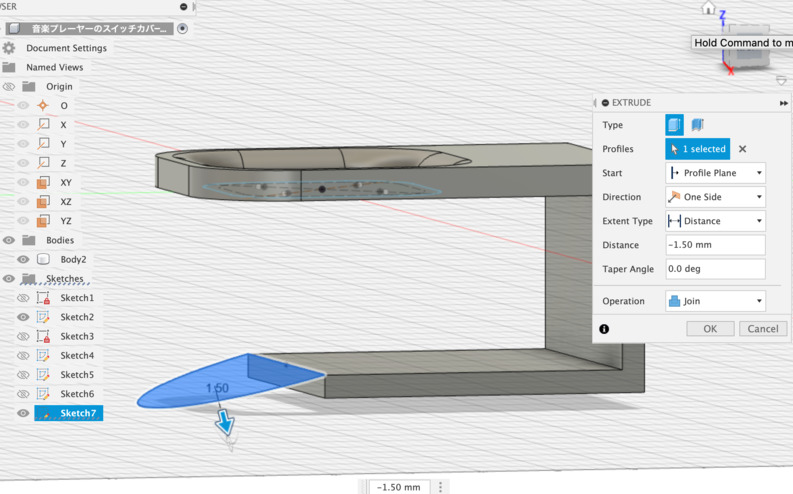 SER
音楽プレーヤーのスイッチカバー...
Document Settings
Named Views
Origin
O
X
Y
Z
XY
XZ
YZ
Bodies
Body2
Sketches
Sketch1
Sketch2
Sketch3
Sketch4
Sketch5
Sketch6
Sketch7
1.50
-1.50 mm
Z
X
Hold Command to m
EXTRUDE
Type
Profiles 1 selected
Start Profile Plane
Direction One Side
Extent Type Distance
Distance -1.50 mm
Taper Angle 0.0 deg
Operation Join
OK Cancel